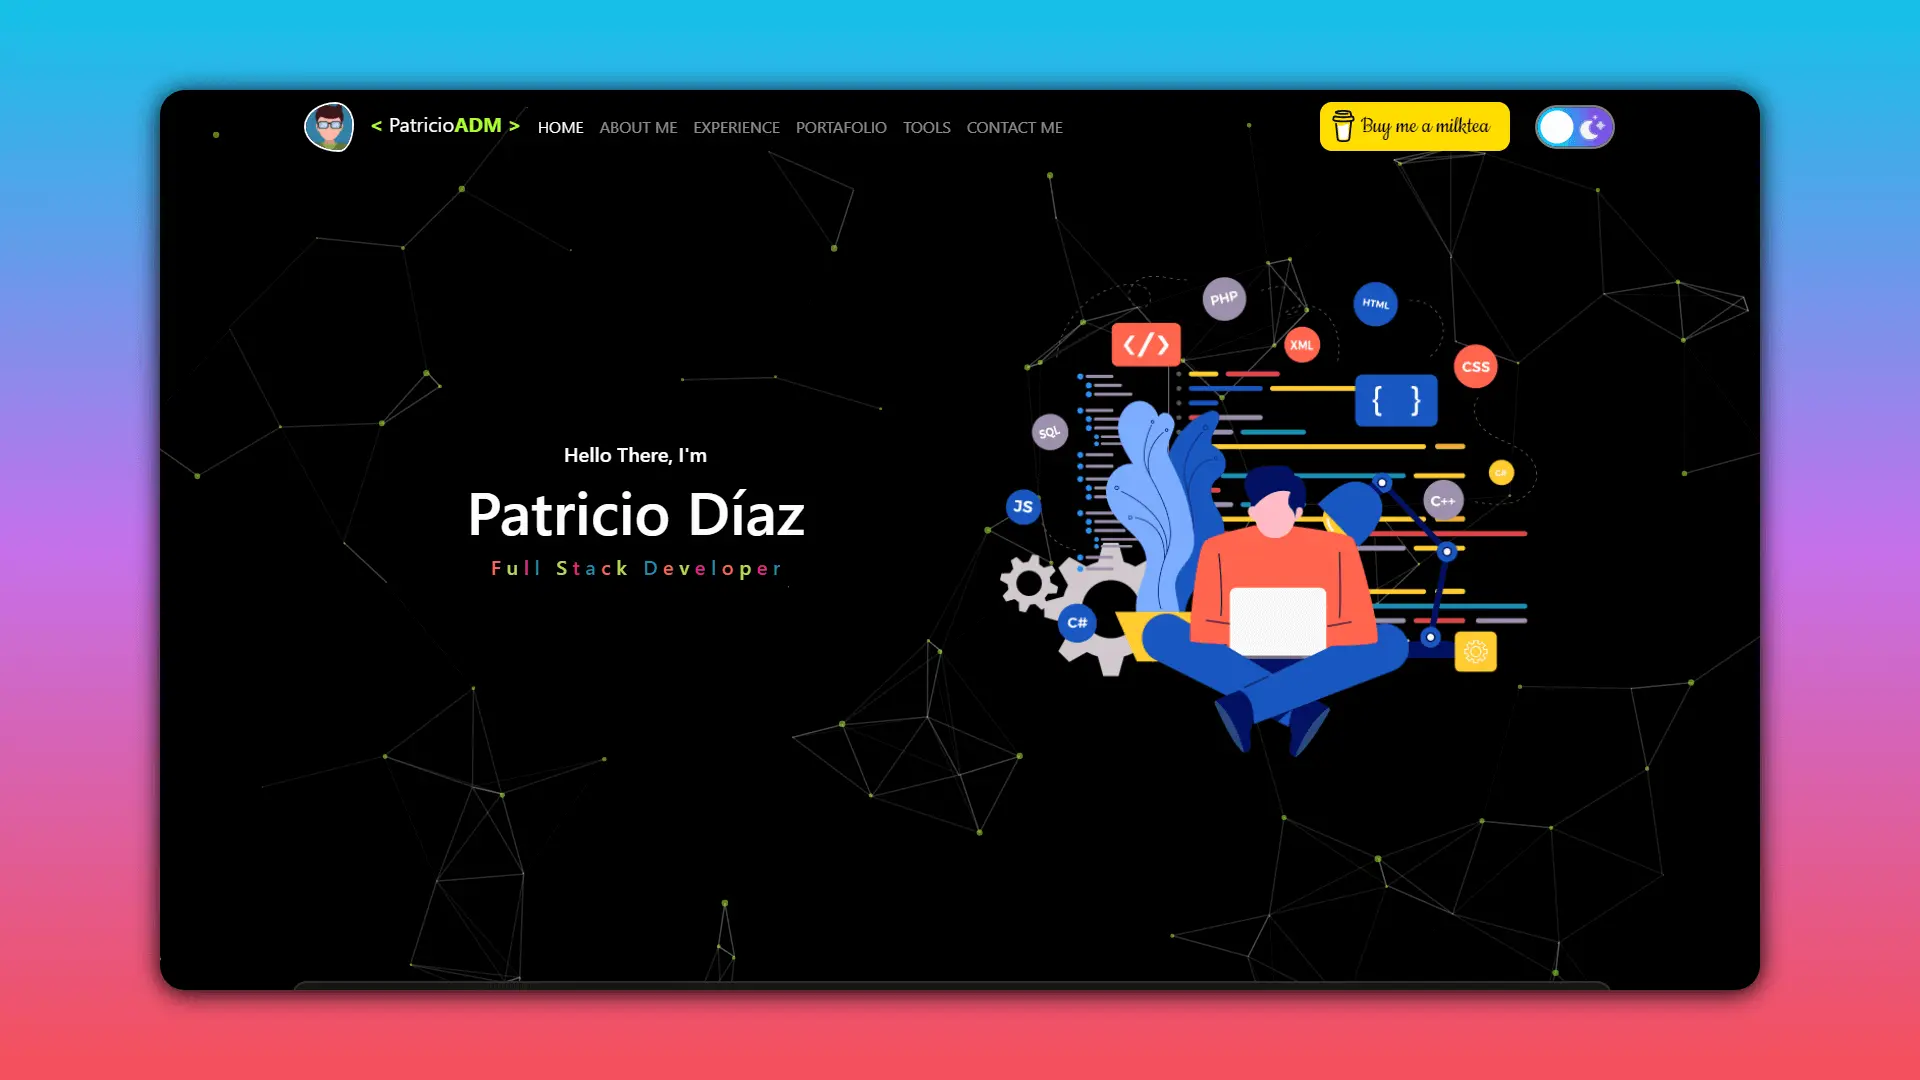 < PatricioADM >
HOME
ABOUT ME
EXPERIENCE
PORTAFOLIO
TOOLS
CONTACT ME
Buy me a milktea
Hello There, I'm
Patricio Díaz
Full Stack Developer
PHP
HTML
</>
XML
CSS
{ }
SQL
C#
C++
JS
C#